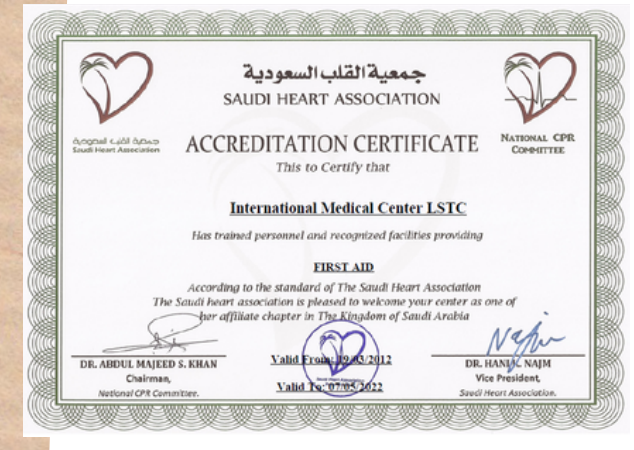 جمعية القلب السعودية
SAUDI HEART ASSOCIATION
جمعية القلب السعودية
Saudi Heart Association
NATIONAL CPR
COMMITTEE
ACCREDITATION CERTIFICATE
This to Certify that
International Medical Center LSTC
Has trained personnel and recognized facilities providing
FIRST AID
According to the standard of The Saudi Heart Association
The Saudi heart association is pleased to welcome your center as one of
her affiliate chapter in The Kingdom of Saudi Arabia
DR. ABDUL MAJEED S. KHAN
Chairman,
National CPR Committee.
Valid From: 19/03/2012
Valid To: 07/05/2022
DR. HANI K. NAJM
Vice President,
Saudi Heart Association.